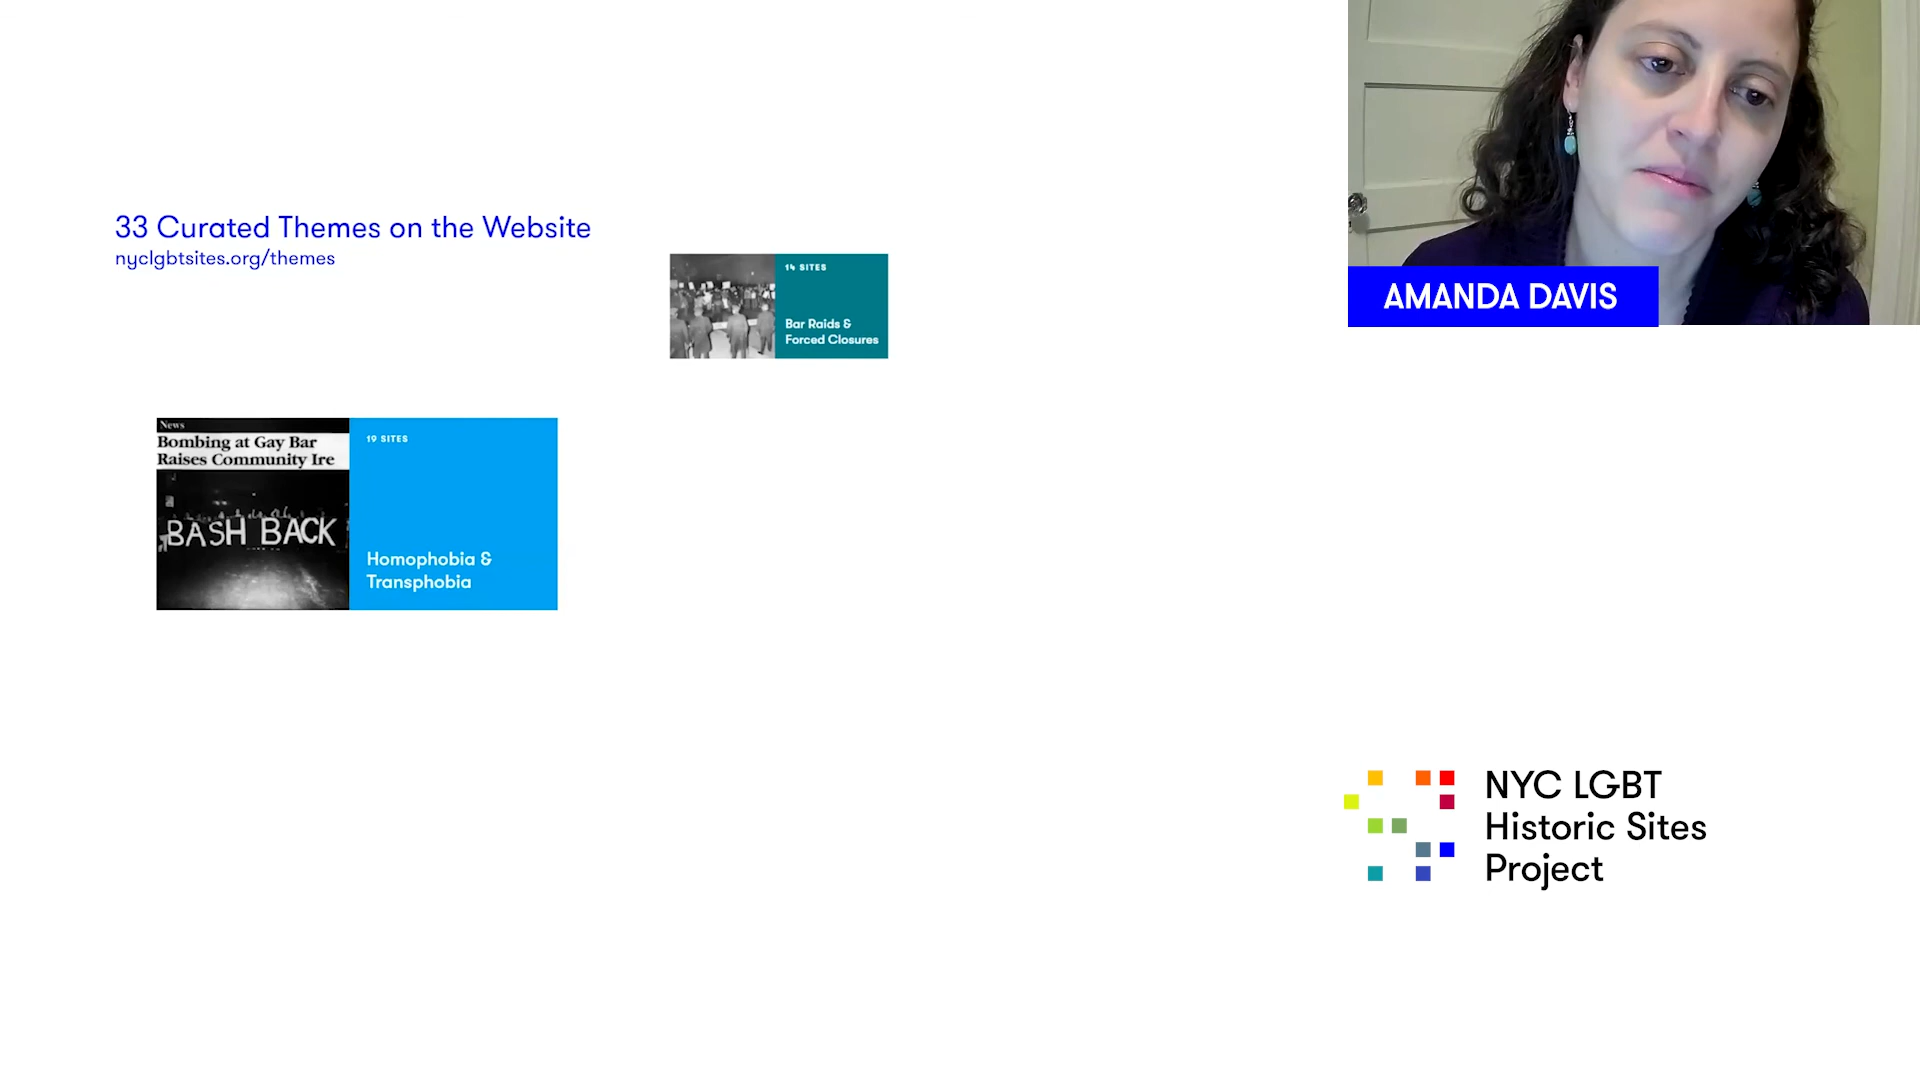 33 Curated Themes on the Website
nyclgbtsites.org/themes
14 SITES
Bar Raids &
Forced Closures
News
Bombing at Gay Bar
Raises Community Ire
BASH BACK
19 SITES
Homophobia &
Transphobia
AMANDA DAVIS
NYC LGBT
Historic Sites
Project